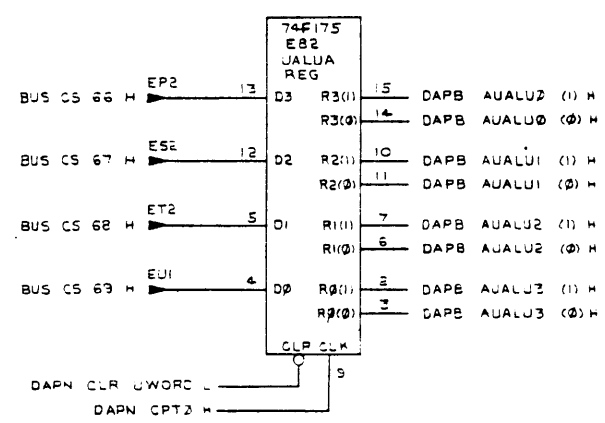 74F175
E82
UALUA
REG
BUS CS 66 H EP2 13 D3 R3(1) 15 DAPB AUALU0 (1) H
R3(0) 14 DAPB AUALU0 (0) H
BUS CS 67 H ES2 12 D2 R2(1) 10 DAPB AUALU1 (1) H
R2(0) 11 DAPB AUALU1 (0) H
BUS CS 68 H ET2 5 D1 R1(1) 7 DAPB AUALU2 (1) H
R1(0) 6 DAPB AUALU2 (0) H
BUS CS 69 H EU1 4 D0 R0(1) 2 DAPB AUALU3 (1) H
R0(0) 3 DAPB AUALU3 (0) H
CLR CLK
9
DAPN CLR UWORD L
DAPN CPT0 H